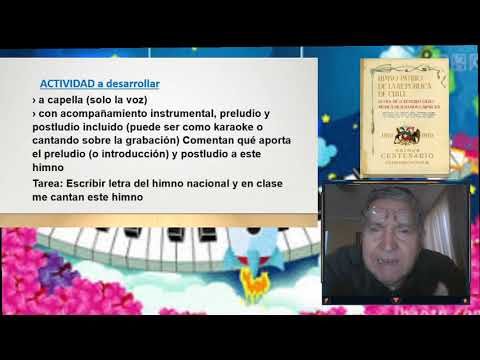 ACTIVIDAD a desarrollar
› a capella (solo la voz)
› con acompañamiento instrumental, preludio y
postludio incluido (puede ser como karaoke o
cantando sobre la grabación) Comentan qué aporta
el preludio (o introducción) y postludio a este
himno
Tarea: Escribir letra del himno nacional y en clase
me cantan este himno
HIMNO PATRIO
DE LA REPUBLICA
DE CHILE
CENTENARIO